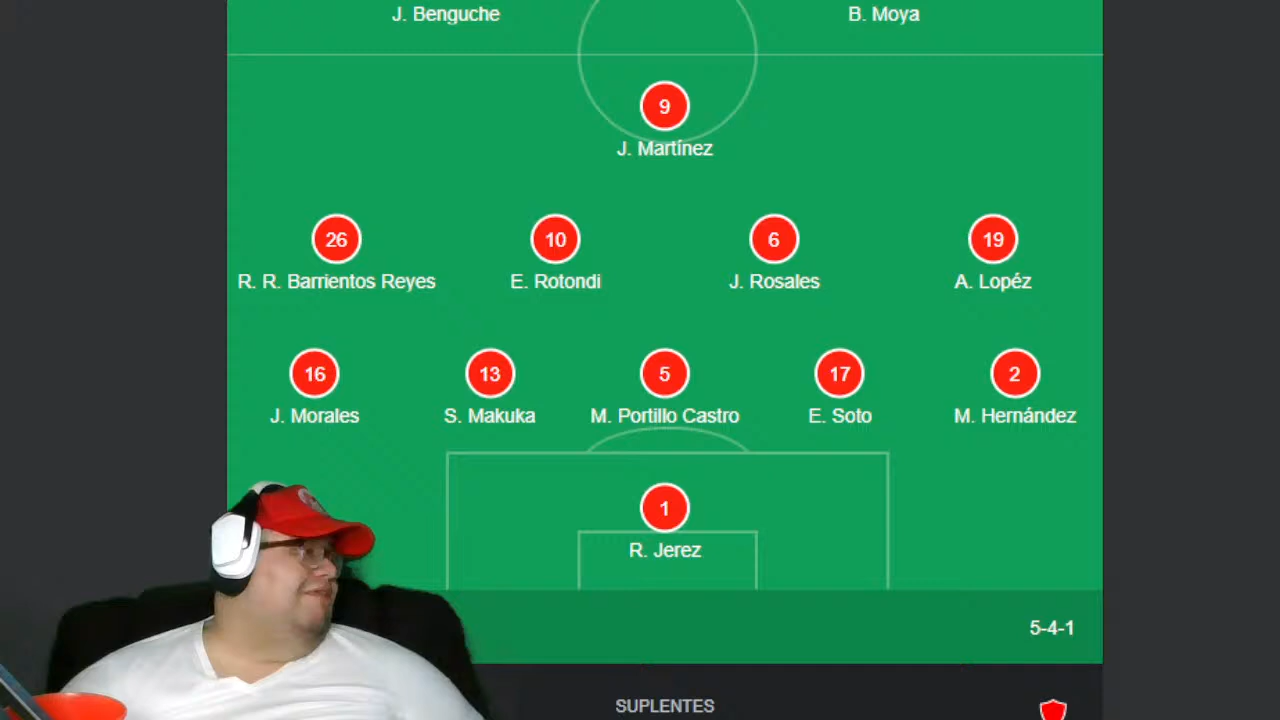 J. Benguche B. Moya
9
J. Martínez
26 10 6 19
R. R. Barrientos Reyes E. Rotondi J. Rosales A. Lopéz
16 13 5 17 2
J. Morales S. Makuka M. Portillo Castro E. Soto M. Hernández
1
R. Jerez
5-4-1
SUPLENTES